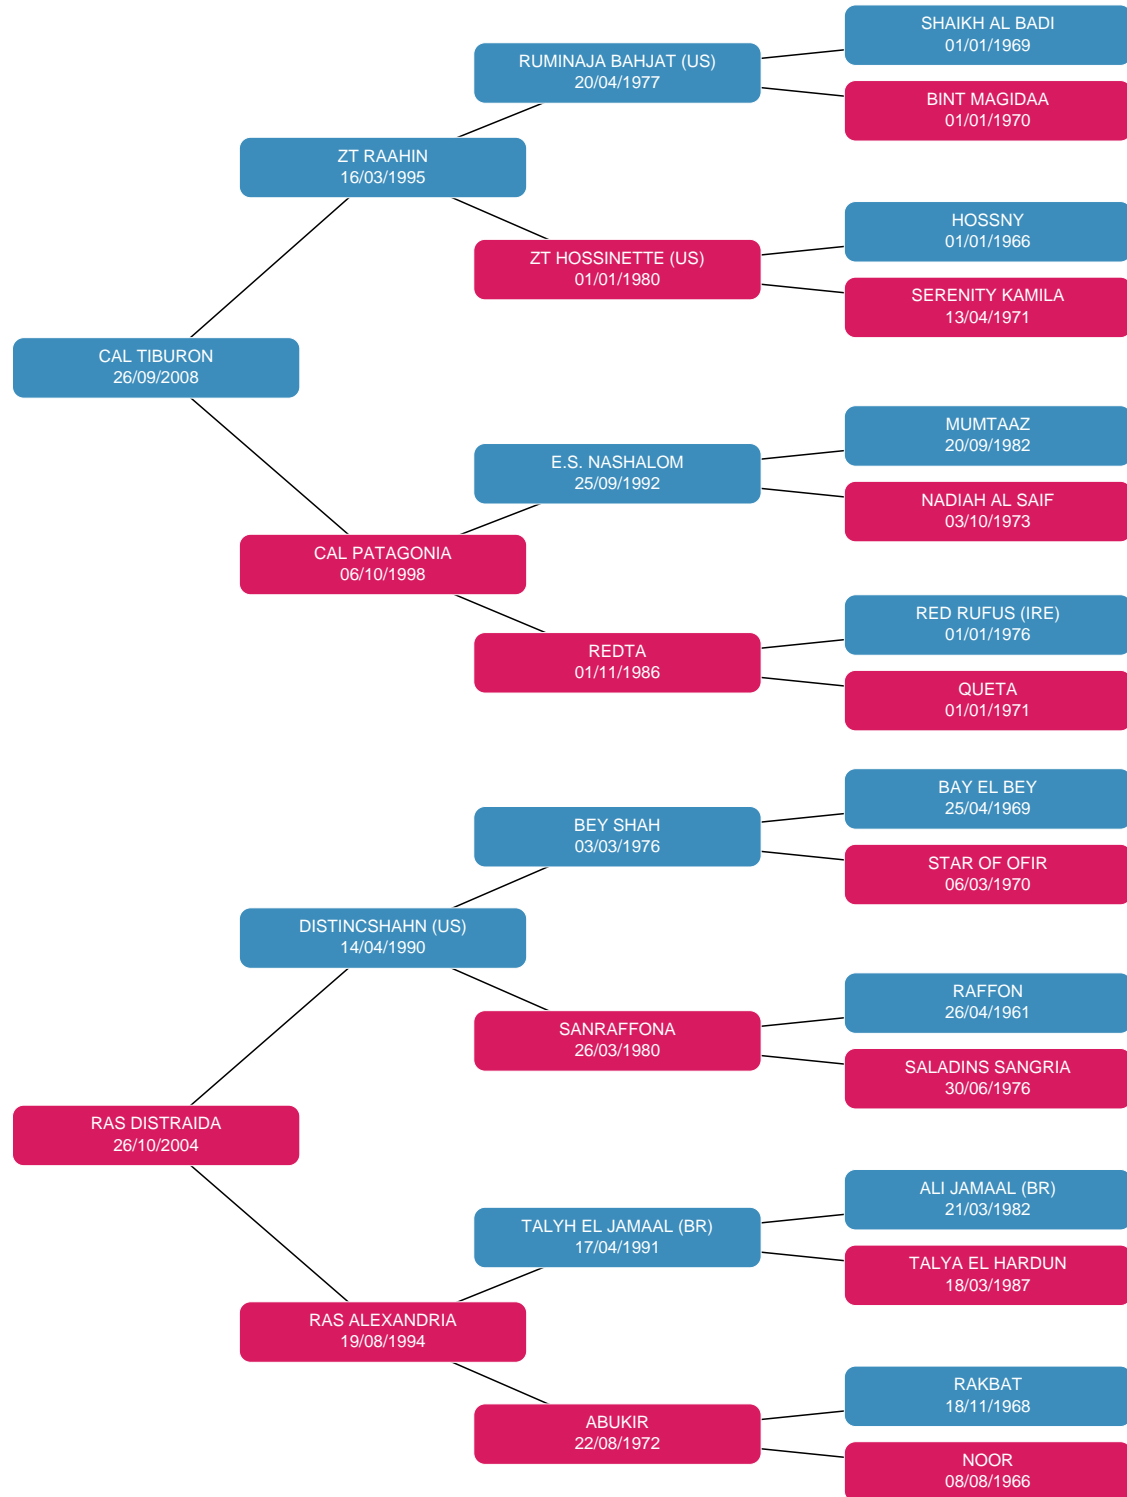 SHAIKH AL BADI
01/01/1969
RUMINAJA BAHJAT (US)
20/04/1977
BINT MAGIDAA
01/01/1970
ZT RAAHIN
16/03/1995
HOSSNY
01/01/1966
ZT HOSSINETTE (US)
01/01/1980
SERENITY KAMILA
13/04/1971
CAL TIBURON
26/09/2008
MUMTAAZ
20/09/1982
E.S. NASHALOM
25/09/1992
NADIAH AL SAIF
03/10/1973
CAL PATAGONIA
06/10/1998
RED RUFUS (IRE)
01/01/1976
REDTA
01/11/1986
QUETA
01/01/1971
BAY EL BEY
25/04/1969
BEY SHAH
03/03/1976
STAR OF OFIR
06/03/1970
DISTINCSHAHN (US)
14/04/1990
RAFFON
26/04/1961
SANRAFFONA
26/03/1980
SALADINS SANGRIA
30/06/1976
RAS DISTRAIDA
26/10/2004
ALI JAMAAL (BR)
21/03/1982
TALYH EL JAMAAL (BR)
17/04/1991
TALYA EL HARDUN
18/03/1987
RAS ALEXANDRIA
19/08/1994
RAKBAT
18/11/1968
ABUKIR
22/08/1972
NOOR
08/08/1966